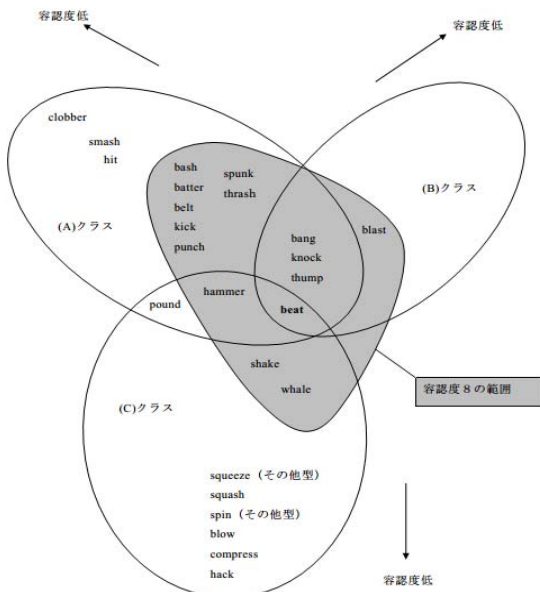 容認度低
容認度低
clobber
smash
hit
bash
batter
belt
kick
punch
spunk
thrash
(A)クラス
(B)クラス
blast
bang
knock
thump
beat
pound
hammer
shake
whale
容認度８の範囲
(C)クラス
squeeze（その他型）
squash
spin（その他型）
blow
compress
hack
容認度低